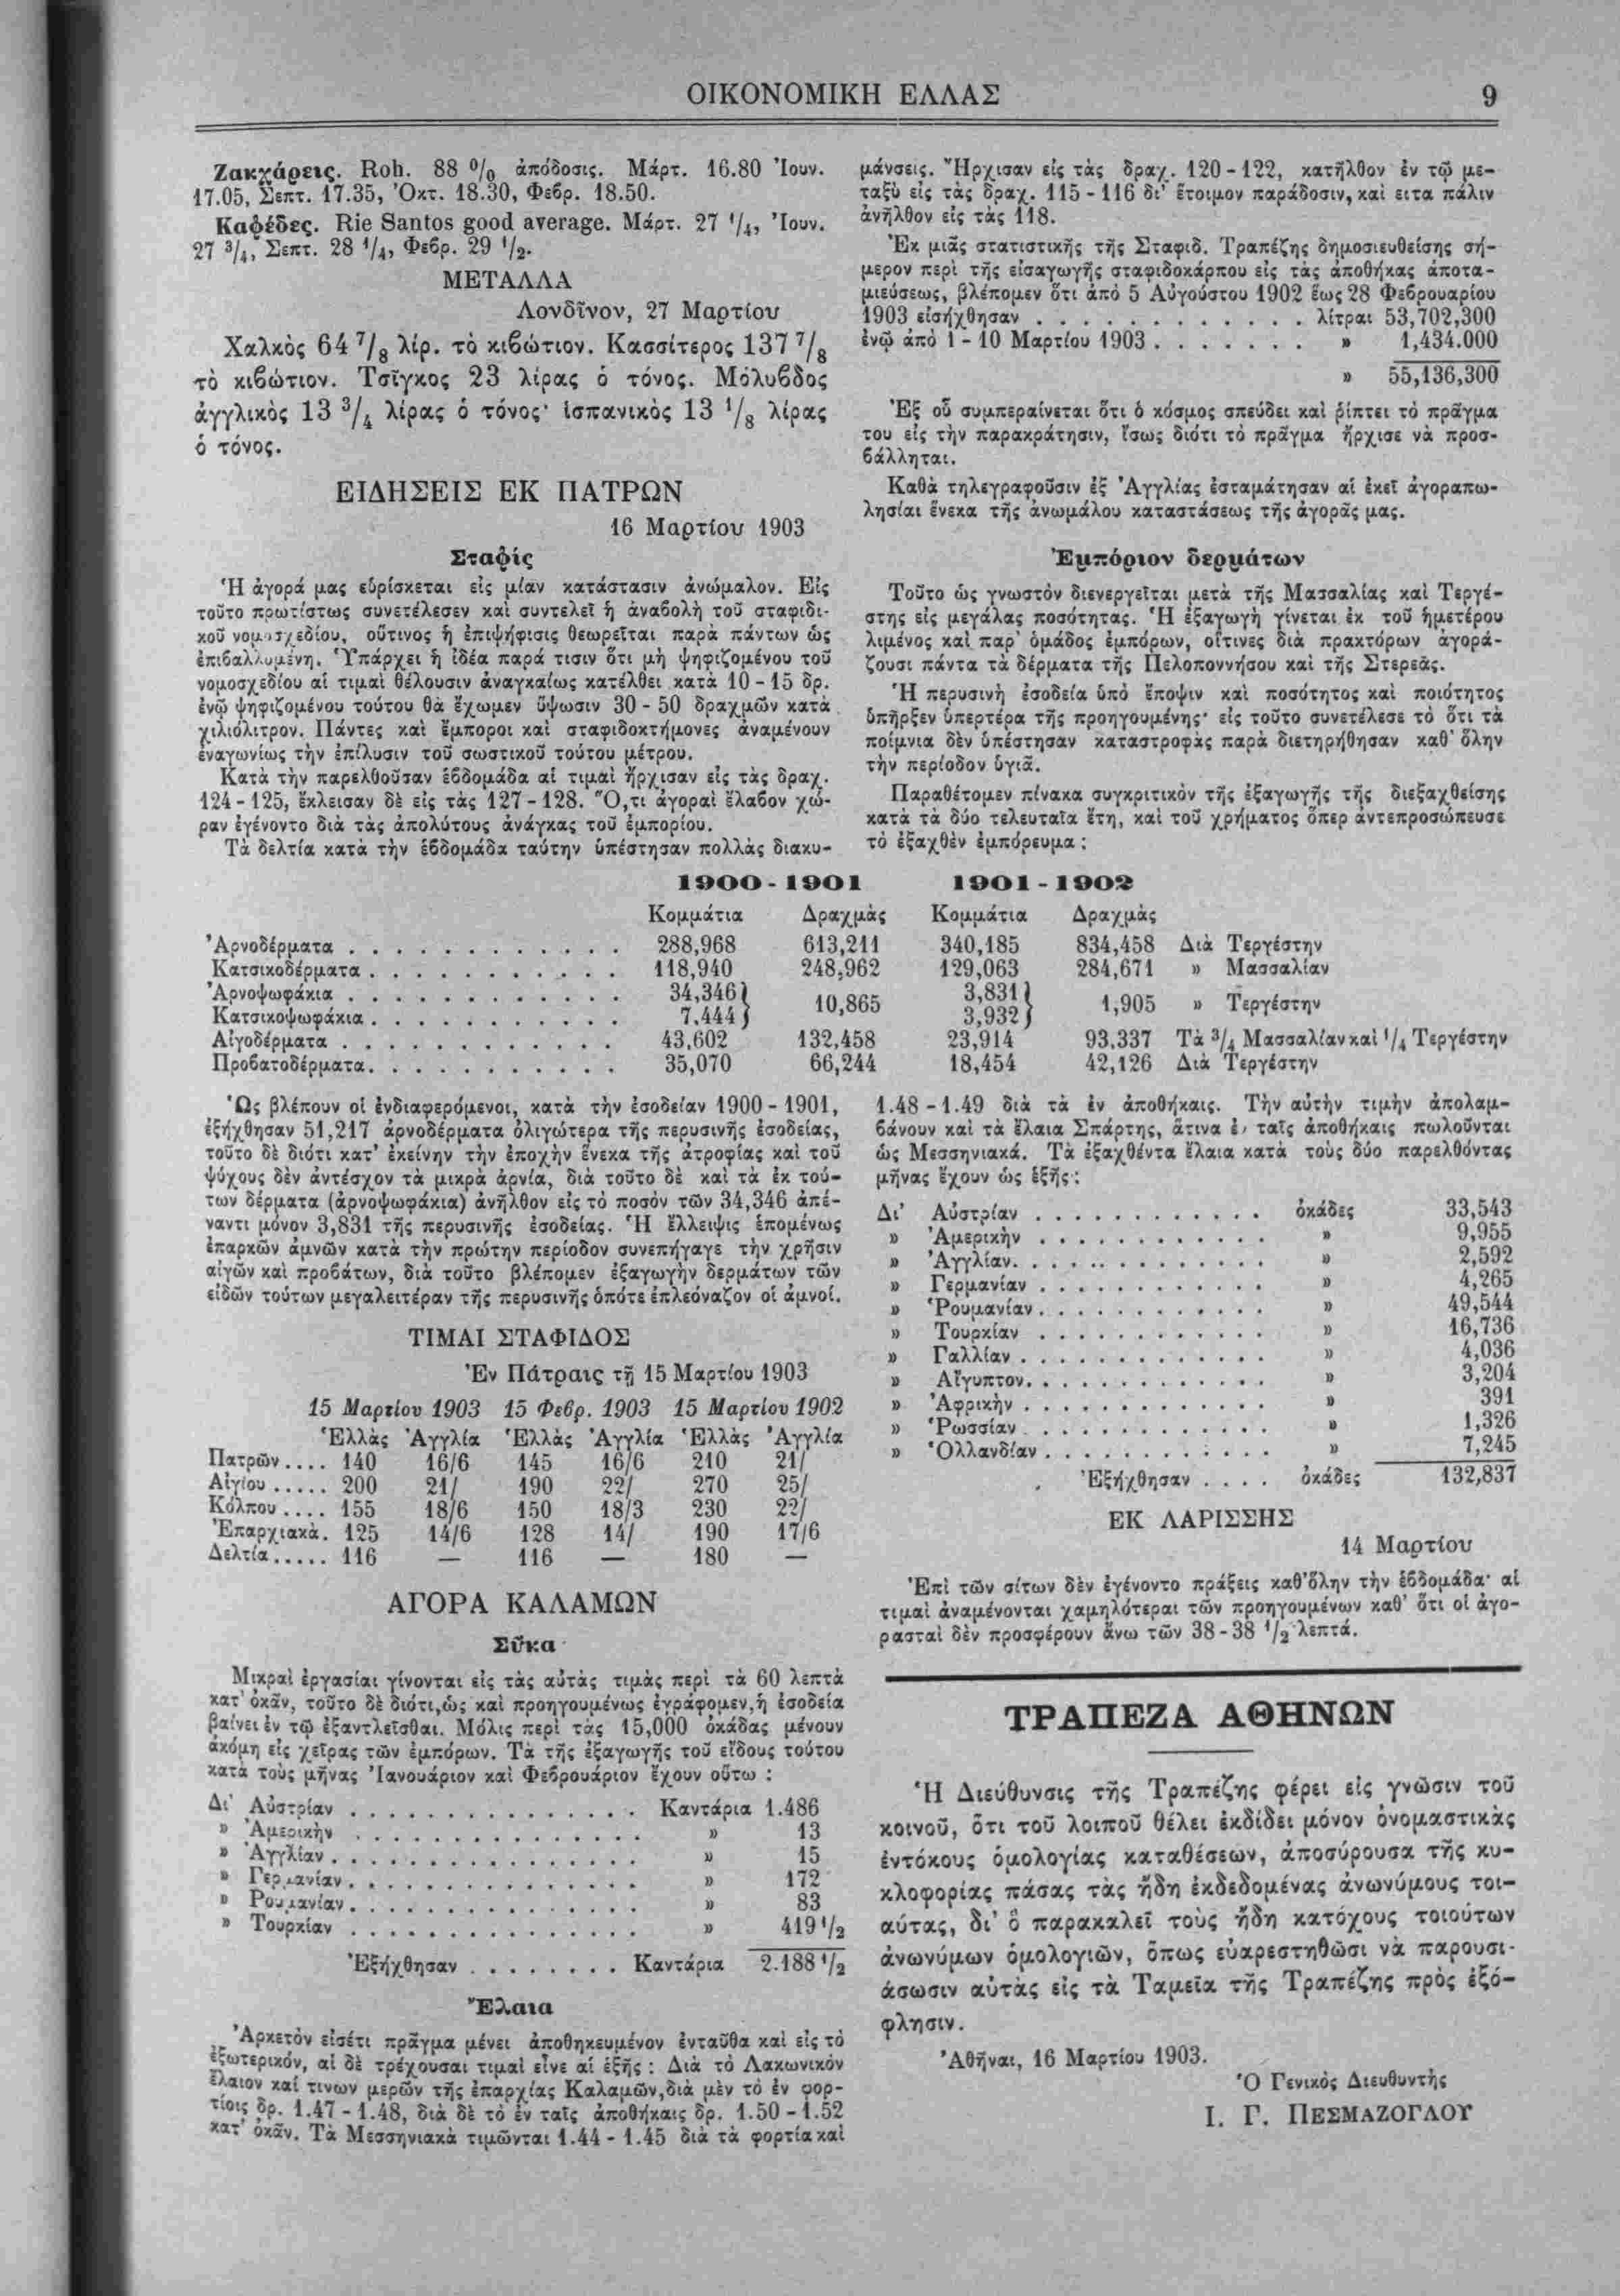 ΟΙΚΟΝΟΜΙΚΗ ΕΛΛΑΣ 9
Ζακχάρεις. Roh. 88 % ἀπόδοσις. Μάρτ. 16.80 Ἰουν.
17.05, Σεπτ. 17.35, Ὀκτ. 18.30, Φεβρ. 18.50.
Καφέδες. Rie Santos good average. Μάρτ. 27 1/4, Ἰουν.
27 3/4, Σεπτ. 28 1/4, Φεβρ. 29 1/2.
ΜΕΤΑΛΛΑ
Λονδῖνον, 27 Μαρτίου
Χαλκὸς 64 7/8 λίρ. τὸ κιβώτιον. Κασσίτερος 137 7/8
τὸ κιβώτιον. Τσῖγκος 23 λίρας ὁ τόνος. Μόλυβδος
ἀγγλικὸς 13 3/4 λίρας ὁ τόνος· ἱσπανικὸς 13 1/8 λίρας
ὁ τόνος.
ΕΙΔΗΣΕΙΣ ΕΚ ΠΑΤΡΩΝ
16 Μαρτίου 1903
Σταφίς
Ἡ ἀγορά μας εὑρίσκεται εἰς μίαν κατάστασιν ἀνώμαλον. Εἰς
τοῦτο πρωτίστως συνετέλεσεν καὶ συντελεῖ ἡ ἀναβολὴ τοῦ σταφιδι-
κοῦ νομοσχεδίου, οὕτινος ἡ ἐπιψήφισις θεωρεῖται παρὰ πάντων ὡς
ἐπιβαλλομένη. Ὑπάρχει ἡ ἰδέα παρά τισιν ὅτι μὴ ψηφιζομένου τοῦ
νομοσχεδίου αἱ τιμαὶ θέλουσιν ἀναγκαίως κατέλθει κατὰ 10 - 15 δρ.
ἐνῷ ψηφιζομένου τούτου θὰ ἔχωμεν ὕψωσιν 30 - 50 δραχμῶν κατὰ
χιλιόλιτρον. Πάντες καὶ ἔμποροι καὶ σταφιδοκτήμονες ἀναμένουν
ἐναγωνίως τὴν ἐπίλυσιν τοῦ σωστικοῦ τούτου μέτρου.
Κατὰ τὴν παρελθοῦσαν ἑβδομάδα αἱ τιμαὶ ἤρχισαν εἰς τὰς δραχ.
124 - 125, ἔκλεισαν δὲ εἰς τὰς 127 - 128. Ὅ,τι ἀγοραὶ ἔλαβον χώ-
ραν ἐγένοντο διὰ τὰς ἀπολύτους ἀνάγκας τοῦ ἐμπορίου.
Τὰ δελτία κατὰ τὴν ἑβδομάδα ταύτην ὑπέστησαν πολλὰς διακυ-
μάνσεις. Ἤρχισαν εἰς τὰς δραχ. 120 - 122, κατῆλθον ἐν τῷ με-
ταξὺ εἰς τὰς δραχ. 115 - 116 δι' ἕτοιμον παράδοσιν, καὶ ειτα πάλιν
ἀνῆλθον εἰς τὰς 118.
Ἐκ μιᾶς στατιστικῆς τῆς Σταφιδ. Τραπέζης δημοσιευθείσης σή-
μερον περὶ τῆς εἰσαγωγῆς σταφιδοκάρπου εἰς τὰς ἀποθήκας ἀποτα-
μιεύσεως, βλέπομεν ὅτι ἀπὸ 5 Αὐγούστου 1902 ἕως 28 Φεβρουαρίου
1903 εἰσήχθησαν . . . . . . . . . . . . λίτραι 53,702,300
ἐνῷ ἀπὸ 1 - 10 Μαρτίου 1903 . . . . . . . » 1,434.000
» 55,136,300
Ἐξ οὗ συμπεραίνεται ὅτι ὁ κόσμος σπεύδει καὶ ῥίπτει τὸ πρᾶγμα
του εἰς τὴν παρακράτησιν, ἴσως διότι τὸ πρᾶγμα ἤρχισε νὰ προσ-
βάλληται.
Καθὰ τηλεγραφοῦσιν ἐξ Ἀγγλίας ἐσταμάτησαν αἱ ἐκεῖ ἀγοραπω-
λησίαι ἕνεκα τῆς ἀνωμάλου καταστάσεως τῆς ἀγορᾶς μας.
Ἐμπόριον δερμάτων
Τοῦτο ὡς γνωστὸν διενεργεῖται μετὰ τῆς Μασσαλίας καὶ Τεργέ-
στης εἰς μεγάλας ποσότητας. Ἡ ἐξαγωγὴ γίνεται ἐκ τοῦ ἡμετέρου
λιμένος καὶ παρ' ὁμάδος ἐμπόρων, οἵτινες διὰ πρακτόρων ἀγορά-
ζουσι πάντα τὰ δέρματα τῆς Πελοποννήσου καὶ τῆς Στερεᾶς.
Ἡ περυσινὴ ἐσοδεία ὑπὸ ἔποψιν καὶ ποσότητος καὶ ποιότητος
ὑπῆρξεν ὑπερτέρα τῆς προηγουμένης· εἰς τοῦτο συνετέλεσε τὸ ὅτι τὰ
ποίμνια δὲν ὑπέστησαν καταστροφὰς παρὰ διετηρήθησαν καθ' ὅλην
τὴν περίοδον ὑγιᾶ.
Παραθέτομεν πίνακα συγκριτικὸν τῆς ἐξαγωγῆς τῆς διεξαχθείσης
κατὰ τὰ δύο τελευταῖα ἔτη, καὶ τοῦ χρήματος ὅπερ ἀντεπροσώπευσε
τὸ ἐξαχθὲν ἐμπόρευμα :
1900 - 1901 1901 - 1902
Κομμάτια Δραχμὰς Κομμάτια Δραχμὰς
Ἀρνοδέρματα . . . . . . . . . . . . 288,968 613,211 340,185 834,458 Διὰ Τεργέστην
Κατσικοδέρματα . . . . . . . . . . . 118,940 248,962 129,063 284,671 » Μασσαλίαν
Ἀρνοψωφάκια . . . . . . . . . . . . 34,346} 10,865 3,831} 1,905 » Τεργέστην
Κατσικοψωφάκια . . . . . . . . . . . 7.444} 3,932}
Αἰγοδέρματα . . . . . . . . . . . . 43,602 132,458 23,914 93,337 Τὰ 3/4 Μασσαλίαν καὶ 1/4 Τεργέστην
Προβατοδέρματα . . . . . . . . . . . 35,070 66,244 18,454 42,126 Διὰ Τεργέστην
Ὡς βλέπουν οἱ ἐνδιαφερόμενοι, κατὰ τὴν ἐσοδείαν 1900 - 1901,
ἐξήχθησαν 51,217 ἀρνοδέρματα ὀλιγώτερα τῆς περυσινῆς ἐσοδείας,
τοῦτο δὲ διότι κατ' ἐκείνην τὴν ἐποχὴν ἕνεκα τῆς ἀτροφίας καὶ τοῦ
ψύχους δὲν ἀντέσχον τὰ μικρὰ ἀρνία, διὰ τοῦτο δὲ καὶ τὰ ἐκ τού-
των δέρματα (ἀρνοψωφάκια) ἀνῆλθον εἰς τὸ ποσὸν τῶν 34,346 ἀπέ-
ναντι μόνον 3,831 τῆς περυσινῆς ἐσοδείας. Ἡ ἔλλειψις ἑπομένως
ἐπαρκῶν ἀμνῶν κατὰ τὴν πρώτην περίοδον συνεπήγαγε τὴν χρῆσιν
αἰγῶν καὶ προβάτων, διὰ τοῦτο βλέπομεν ἐξαγωγὴν δερμάτων τῶν
εἰδῶν τούτων μεγαλειτέραν τῆς περυσινῆς ὁπότε ἐπλεόναζον οἱ ἀμνοί.
ΤΙΜΑΙ ΣΤΑΦΙΔΟΣ
Ἐν Πάτραις τῇ 15 Μαρτίου 1903
15 Μαρτίου 1903 15 Φεβρ. 1903 15 Μαρτίου 1902
Ἑλλὰς Ἀγγλία Ἑλλὰς Ἀγγλία Ἑλλὰς Ἀγγλία
Πατρῶν .... 140 16/6 145 16/6 210 21/
Αἰγίου ..... 200 21/ 190 22/ 270 25/
Κόλπου .... 155 18/6 150 18/3 230 22/
Ἐπαρχιακὰ. 125 14/6 128 14/ 190 17/6
Δελτία ..... 116 — 116 — 180 —
ΑΓΟΡΑ ΚΑΛΑΜΩΝ
Σῦκα
Μικραὶ ἐργασίαι γίνονται εἰς τὰς αὐτὰς τιμὰς περὶ τὰ 60 λεπτὰ
κατ' ὀκᾶν, τοῦτο δὲ διότι, ὡς καὶ προηγουμένως ἐγράφομεν, ἡ ἐσοδεία
βαίνει ἐν τῷ ἐξαντλεῖσθαι. Μόλις περὶ τὰς 15,000 ὀκάδας μένουν
ἀκόμη εἰς χεῖρας τῶν ἐμπόρων. Τὰ τῆς ἐξαγωγῆς τοῦ εἴδους τούτου
κατὰ τοὺς μῆνας Ἰανουάριον καὶ Φεβρουάριον ἔχουν οὕτω :
Δι' Αὐστρίαν . . . . . . . . . . . . . . . Καντάρια 1.486
» Ἀμερικὴν . . . . . . . . . . . . . . . » 13
» Ἀγγλίαν . . . . . . . . . . . . . . . . » 15
» Γερμανίαν . . . . . . . . . . . . . . . » 172
» Ρουμανίαν . . . . . . . . . . . . . . . » 83
» Τουρκίαν . . . . . . . . . . . . . . . » 419 1/2
Ἐξήχθησαν . . . . . . . . Καντάρια 2.188 1/2
Ἔλαια
Ἀρκετὸν εἰσέτι πρᾶγμα μένει ἀποθηκευμένον ἐνταῦθα καὶ εἰς τὸ
ἐξωτερικόν, αἱ δὲ τρέχουσαι τιμαὶ εἶνε αἱ ἑξῆς : Διὰ τὸ Λακωνικόν
ἔλαιον καί τινων μερῶν τῆς ἐπαρχίας Καλαμῶν, διὰ μὲν τὸ ἐν φορ-
τίοις δρ. 1.47 - 1.48, διὰ δὲ τὸ ἐν ταῖς ἀποθήκαις δρ. 1.50 - 1.52
κατ' ὀκᾶν. Τὰ Μεσσηνιακὰ τιμῶνται 1.44 - 1.45 διὰ τὰ φορτία καὶ
1.48 - 1.49 διὰ τὰ ἐν ἀποθήκαις. Τὴν αὐτὴν τιμὴν ἀπολαμ-
βάνουν καὶ τὰ ἔλαια Σπάρτης, ἅτινα ἐν ταῖς ἀποθήκαις πωλοῦνται
ὡς Μεσσηνιακά. Τὰ ἐξαχθέντα ἔλαια κατὰ τοὺς δύο παρελθόντας
μῆνας ἔχουν ὡς ἑξῆς :
Δι' Αὐστρίαν . . . . . . . . . . . . ὀκάδες 33,543
» Ἀμερικὴν . . . . . . . . . . . . » 9,955
» Ἀγγλίαν . . . . . . . . . . . . . » 2,592
» Γερμανίαν . . . . . . . . . . . . » 4,265
» Ῥουμανίαν . . . . . . . . . . . . » 49,544
» Τουρκίαν . . . . . . . . . . . . » 16,736
» Γαλλίαν . . . . . . . . . . . . . » 4,036
» Αἴγυπτον . . . . . . . . . . . . . » 3,204
» Ἀφρικὴν . . . . . . . . . . . . . » 391
» Ῥωσσίαν . . . . . . . . . . . . . » 1,326
» Ὁλλανδίαν . . . . . . . . . . . . » 7,245
Ἐξήχθησαν . . . . ὀκάδες 132,837
ΕΚ ΛΑΡΙΣΣΗΣ
14 Μαρτίου
Ἐπὶ τῶν σίτων δὲν ἐγένοντο πράξεις καθ' ὅλην τὴν ἑβδομάδα· αἱ
τιμαὶ ἀναμένονται χαμηλότεραι τῶν προηγουμένων καθ' ὅτι οἱ ἀγο-
ρασταὶ δὲν προσφέρουν ἄνω τῶν 38 - 38 1/2 λεπτά.
ΤΡΑΠΕΖΑ ΑΘΗΝΩΝ
Ἡ Διεύθυνσις τῆς Τραπέζης φέρει εἰς γνῶσιν τοῦ
κοινοῦ, ὅτι τοῦ λοιποῦ θέλει ἐκδίδει μόνον ὀνομαστικὰς
ἐντόκους ὁμολογίας καταθέσεων, ἀποσύρουσα τῆς κυ-
κλοφορίας πάσας τὰς ἤδη ἐκδεδομένας ἀνωνύμους τοι-
αύτας, δι' ὃ παρακαλεῖ τοὺς ἤδη κατόχους τοιούτων
ἀνωνύμων ὁμολογιῶν, ὅπως εὐαρεστηθῶσι νὰ παρουσι-
άσωσιν αὐτὰς εἰς τὰ Ταμεῖα τῆς Τραπέζης πρὸς ἐξό-
φλησιν.
Ἀθῆναι, 16 Μαρτίου 1903.
Ὁ Γενικὸς Διευθυντὴς
Ι. Γ. ΠΕΣΜΑΖΟΓΛΟΥ